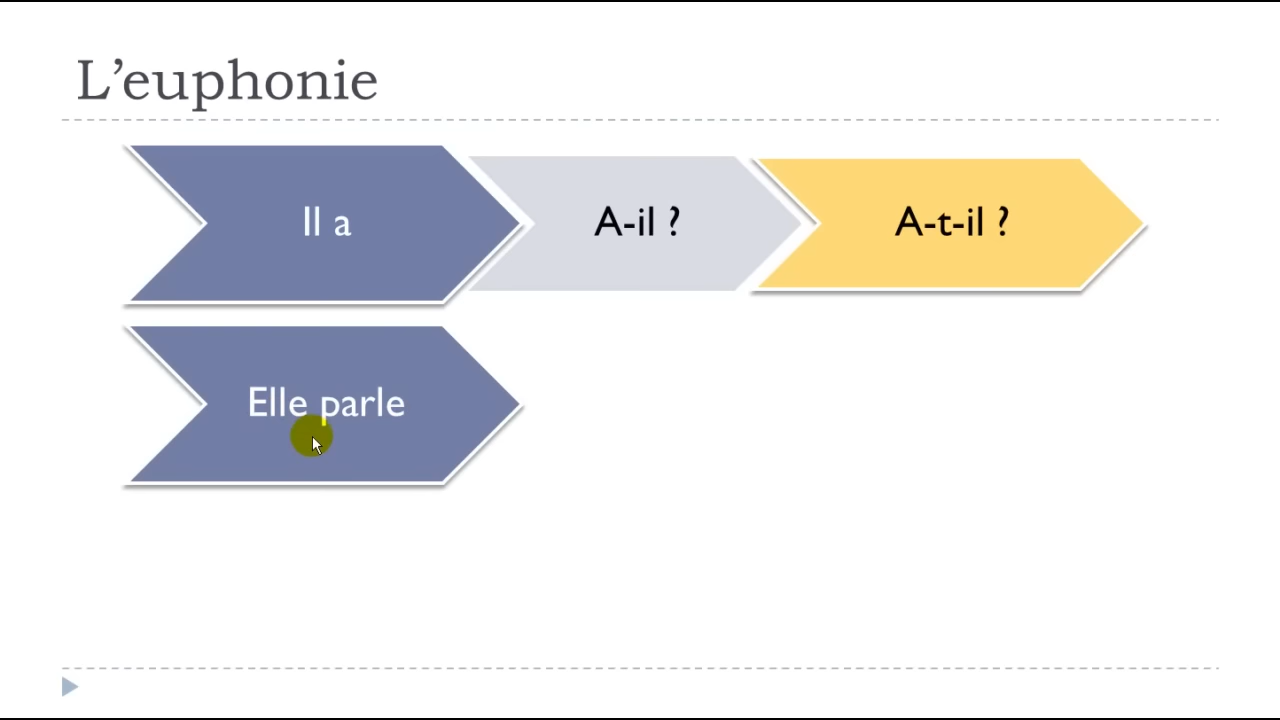 L’euphonie
Il a
A-il ?
A-t-il ?
Elle parle